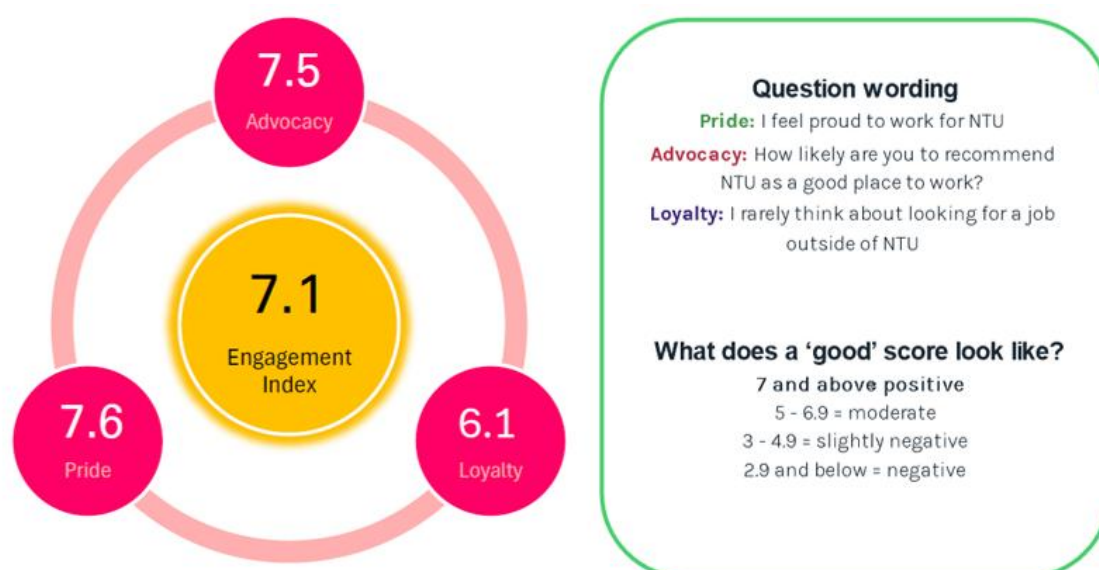 7.5
Advocacy
7.1
Engagement
Index
7.6
Pride
6.1
Loyalty
Question wording
Pride: I feel proud to work for NTU
Advocacy: How likely are you to recommend
NTU as a good place to work?
Loyalty: I rarely think about looking for a job
outside of NTU
What does a ‘good’ score look like?
7 and above positive
5 - 6.9 = moderate
3 - 4.9 = slightly negative
2.9 and below = negative